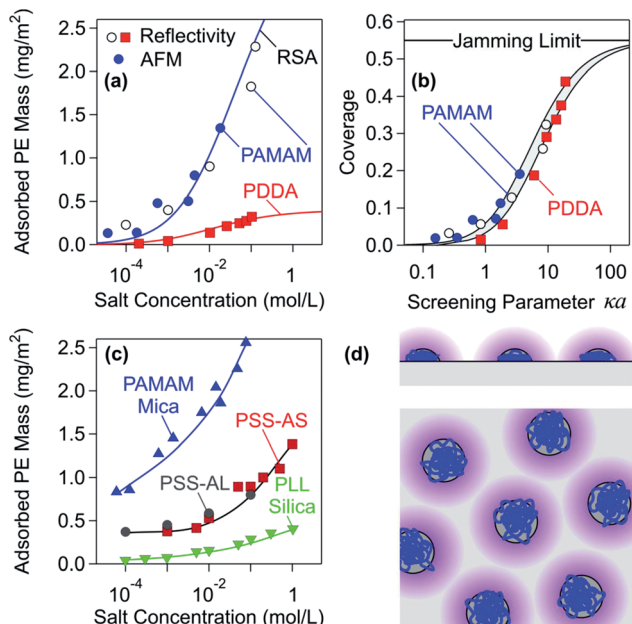 Adsorbed PE Mass (mg/m²)
2.5
2.0
1.5
1.0
0.5
0.0
Reflectivity
AFM
RSA
(a)
PAMAM
PDDA
10⁻⁴
10⁻²
1
Salt Concentration (mol/L)
Coverage
0.6
0.5
0.4
0.3
0.2
0.1
0.0
Jamming Limit
(b)
PAMAM
PDDA
0.1
1
10
100
Screening Parameter κa
Adsorbed PE Mass (mg/m²)
2.5
2.0
1.5
1.0
0.5
0.0
(c)
PAMAM
Mica
PSS-AS
PSS-AL
PLL
Silica
10⁻⁴
10⁻²
1
Salt Concentration (mol/L)
(d)